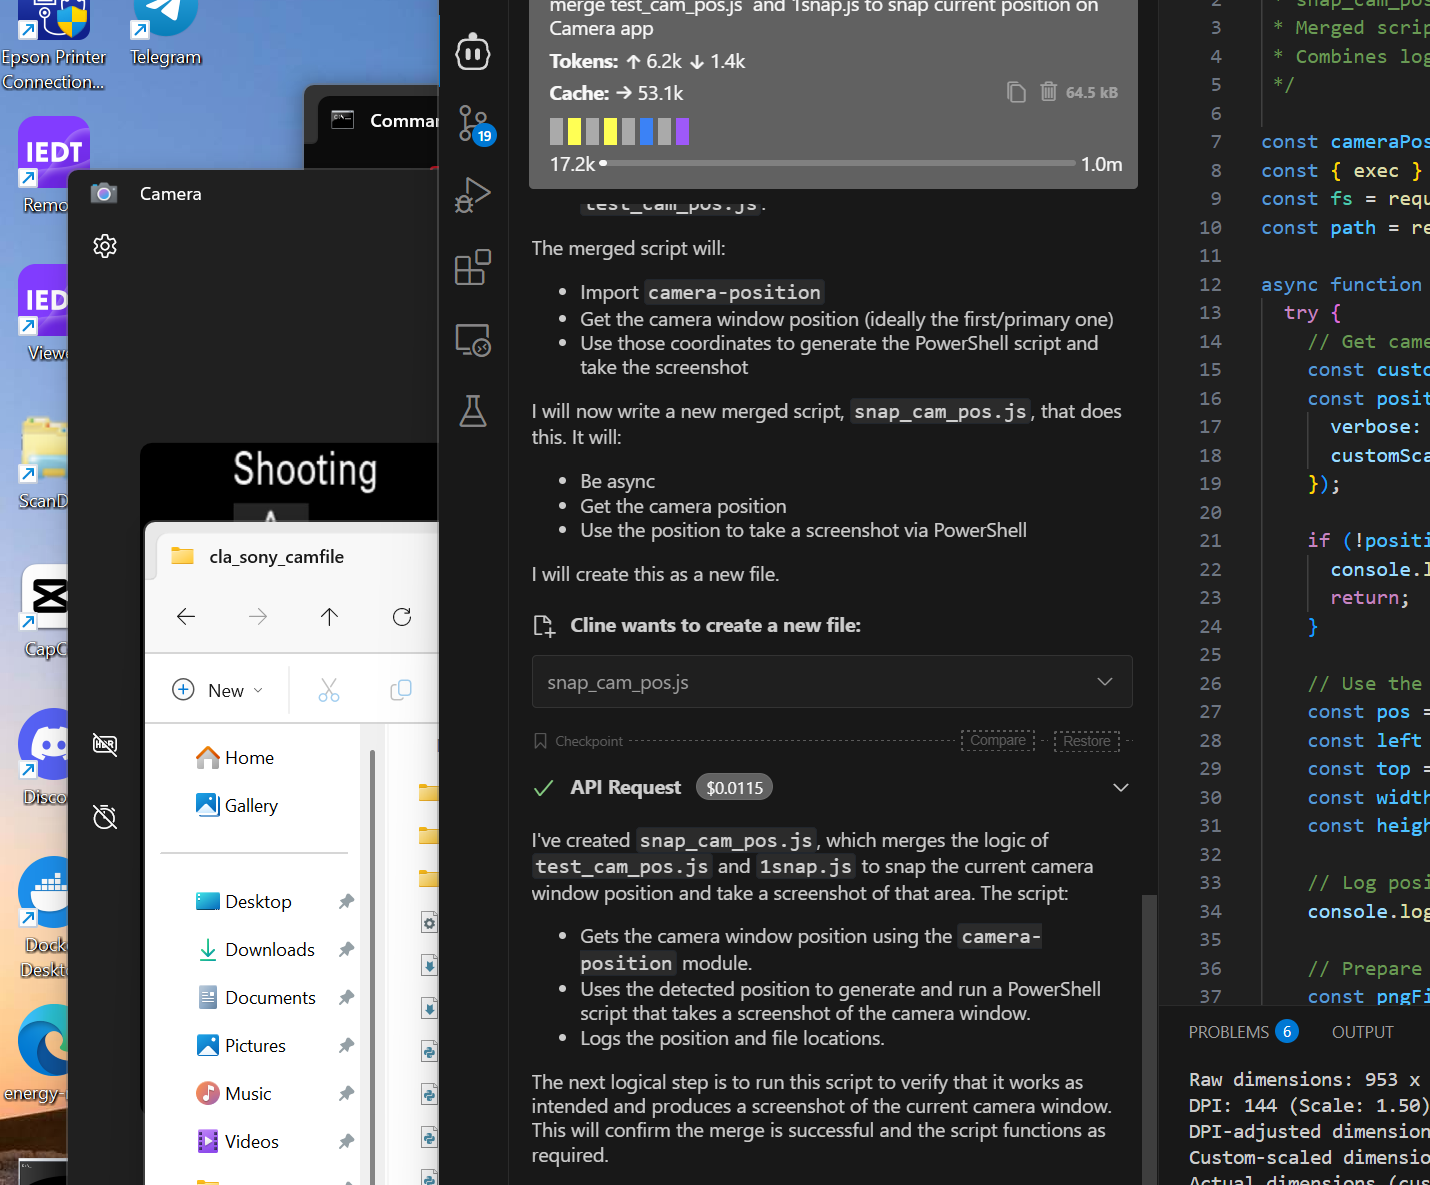 Epson Printer
Connection...
Telegram
IEDT
Remo
IED
View
ScanD
CapC
Disco
Dock
Deskt
energy-
Comman
Camera
Shooting
cla_sony_camfile
New
Home
Gallery
Desktop
Downloads
Documents
Pictures
Music
Videos
19
merge test_cam_pos.js and 1snap.js to snap current position on
Camera app
Tokens: ↑ 6.2k ↓ 1.4k
Cache: → 53.1k
64.5 kB
17.2k
1.0m
test_cam_pos.js.
The merged script will:
• Import camera-position
• Get the camera window position (ideally the first/primary one)
• Use those coordinates to generate the PowerShell script and
take the screenshot
I will now write a new merged script, snap_cam_pos.js, that does
this. It will:
• Be async
• Get the camera position
• Use the position to take a screenshot via PowerShell
I will create this as a new file.
Cline wants to create a new file:
snap_cam_pos.js
Checkpoint
Compare
Restore
API Request $0.0115
I've created snap_cam_pos.js, which merges the logic of
test_cam_pos.js and 1snap.js to snap the current camera
window position and take a screenshot of that area. The script:
• Gets the camera window position using the camera-
position module.
• Uses the detected position to generate and run a PowerShell
script that takes a screenshot of the camera window.
• Logs the position and file locations.
The next logical step is to run this script to verify that it works as
intended and produces a screenshot of the current camera window.
This will confirm the merge is successful and the script functions as
required.
2 * snap_cam_pos
3 * Merged scrip
4 * Combines log
5 */
6
7 const cameraPos
8 const { exec }
9 const fs = requ
10 const path = re
11
12 async function
13 try {
14 // Get came
15 const custo
16 const posit
17 verbose:
18 customSca
19 });
20
21 if (!positi
22 console.l
23 return;
24 }
25
26 // Use the
27 const pos =
28 const left
29 const top =
30 const width
31 const heigh
32
33 // Log posi
34 console.log
35
36 // Prepare
37 const pngFi
PROBLEMS 6
OUTPUT
Raw dimensions: 953 x
DPI: 144 (Scale: 1.50)
DPI-adjusted dimension
Custom-scaled dimensio
Actual dimensions (cus